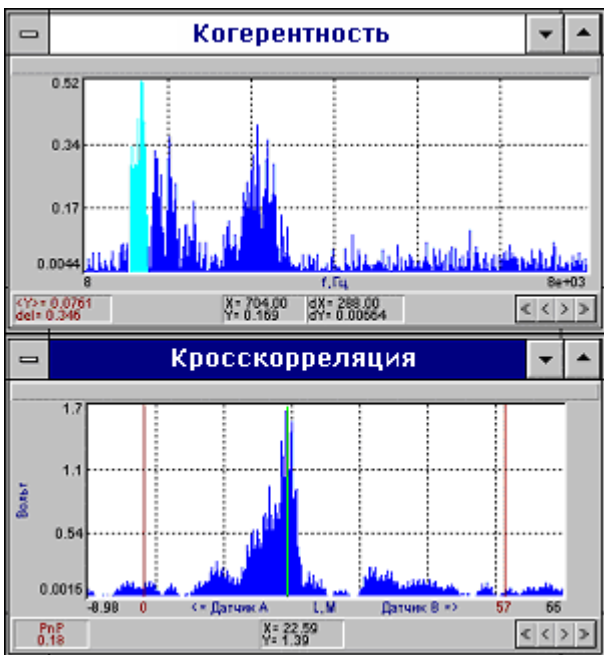 Когерентность
0.52
0.34
0.17
0.0044
8 f,Гц 8e+03
<Y>= 0.0761 X= 704.00 dX= 288.00
del= 0.346 Y= 0.169 dY= 0.00664
Кросскорреляция
1.7
1.1
Вольт
0.54
0.0015
-8.98 0 <= Датчик A L,М Датчик B => 57 66
РпР X= 22.59
0.18 Y= 1.39